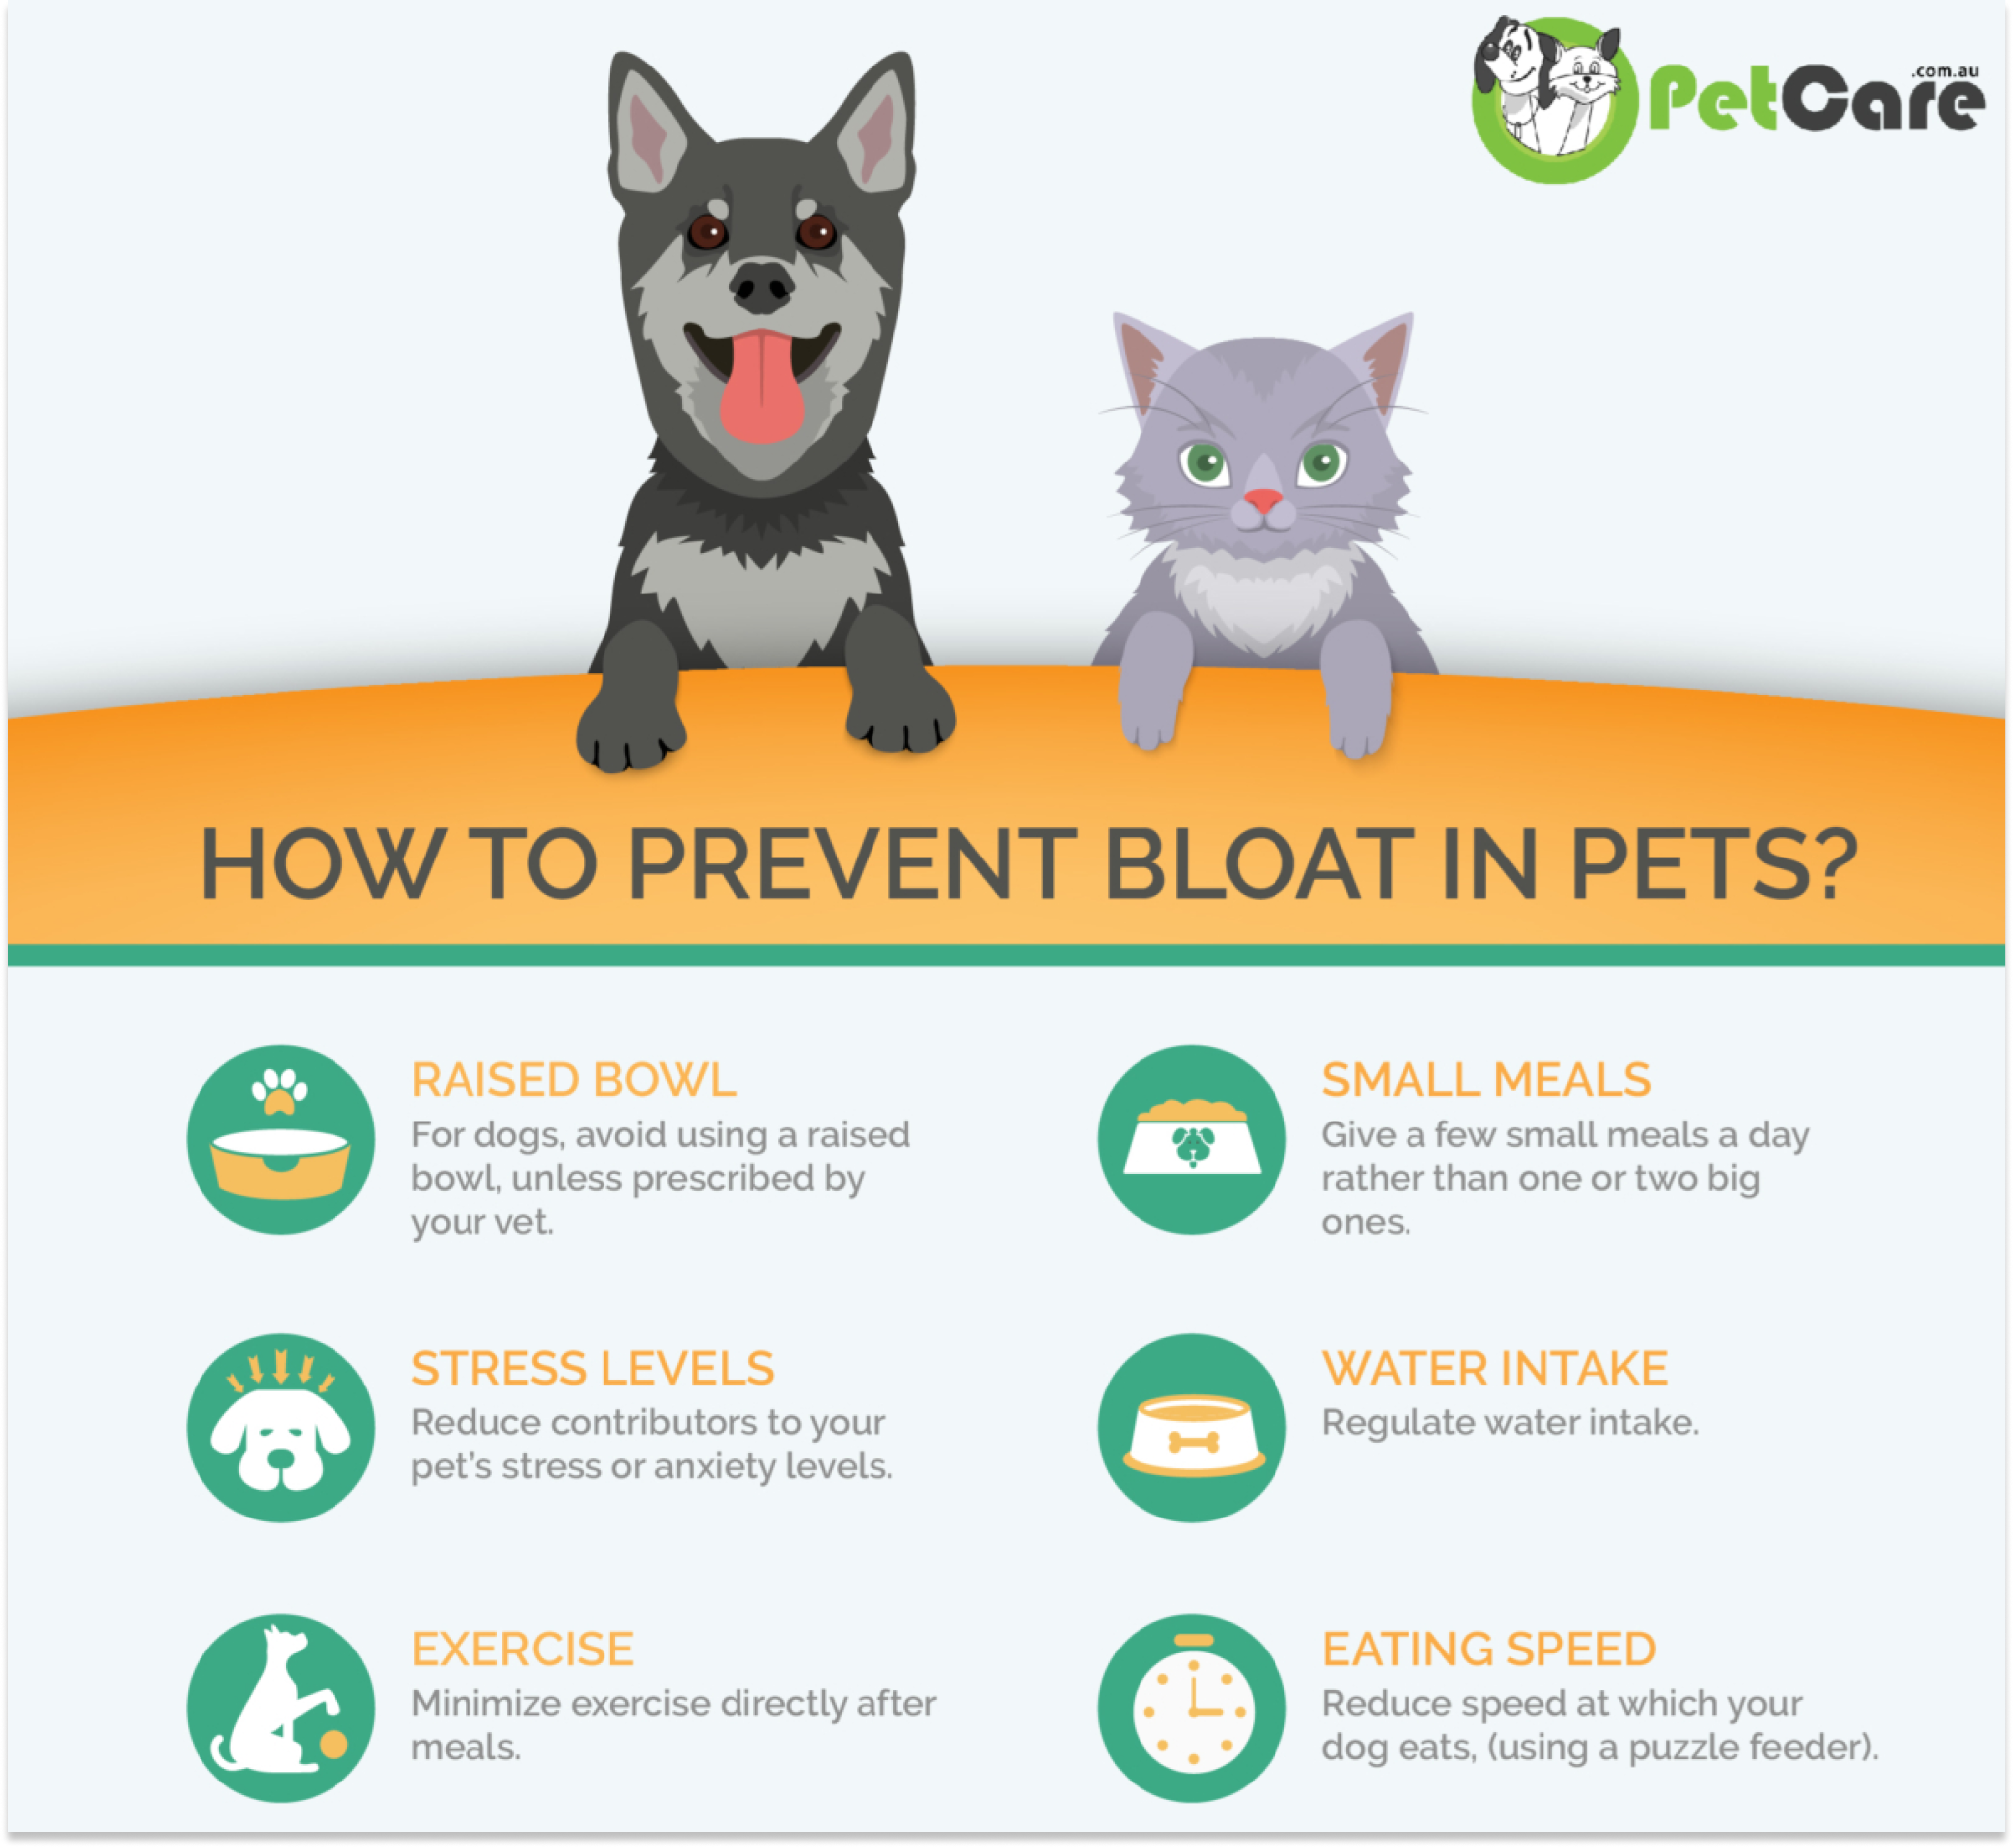 .com.au
PetCare
HOW TO PREVENT BLOAT IN PETS?
RAISED BOWL
For dogs, avoid using a raised
bowl, unless prescribed by
your vet.
SMALL MEALS
Give a few small meals a day
rather than one or two big
ones.
STRESS LEVELS
Reduce contributors to your
pet's stress or anxiety levels.
WATER INTAKE
Regulate water intake.
EXERCISE
Minimize exercise directly after
meals.
EATING SPEED
Reduce speed at which your
dog eats, (using a puzzle feeder).